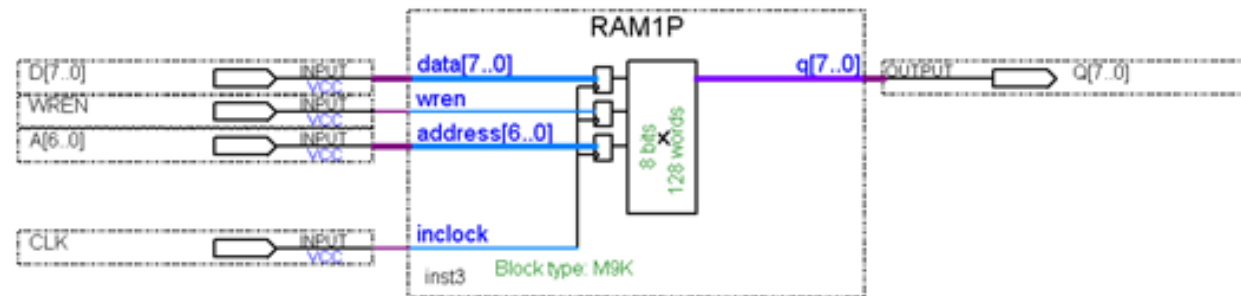 RAM1P
D[7..0] INPUT VCC data[7..0] q[7..0] OUTPUT Q[7..0]
WREN INPUT VCC wren
A[6..0] INPUT VCC address[6..0]
8 bits
x
128 words
CLK INPUT VCC inclock
inst3 Block type: M9K